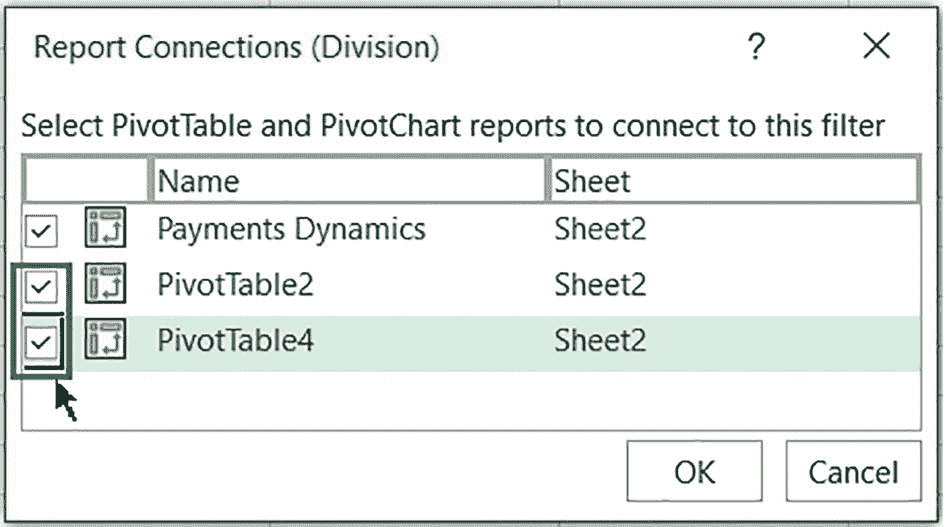 Report Connections (Division) ?
Select PivotTable and PivotChart reports to connect to this filter
Name Sheet
Payments Dynamics Sheet2
PivotTable2 Sheet2
PivotTable4 Sheet2
OK Cancel